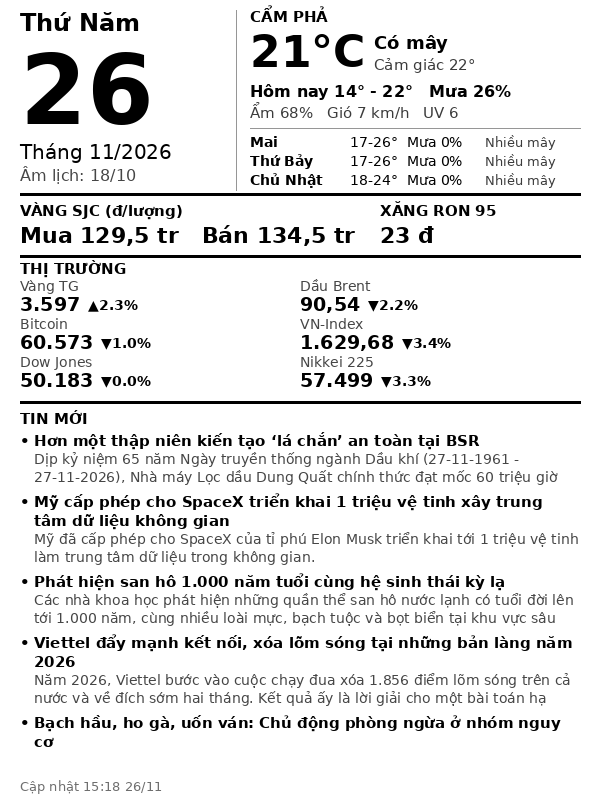 Thứ Năm
26
Tháng 11/2026
Âm lịch: 18/10
CẨM PHẢ
21°C Có mây
Cảm giác 22°
Hôm nay 14° - 22° Mưa 26%
Ẩm 68% Gió 7 km/h UV 6
Mai 17-26° Mưa 0% Nhiều mây
Thứ Bảy 17-26° Mưa 0% Nhiều mây
Chủ Nhật 18-24° Mưa 0% Nhiều mây
VÀNG SJC (đ/lượng)
Mua 129,5 tr Bán 134,5 tr
XĂNG RON 95
23 đ
THỊ TRƯỜNG
Vàng TG
3.597 ▲2.3%
Dầu Brent
90,54 ▼2.2%
Bitcoin
60.573 ▼1.0%
VN-Index
1.629,68 ▼3.4%
Dow Jones
50.183 ▼0.0%
Nikkei 225
57.499 ▼3.3%
TIN MỚI
• Hơn một thập niên kiến tạo ‘lá chắn’ an toàn tại BSR
Dịp kỷ niệm 65 năm Ngày truyền thống ngành Dầu khí (27-11-1961 -
27-11-2026), Nhà máy Lọc dầu Dung Quất chính thức đạt mốc 60 triệu giờ
• Mỹ cấp phép cho SpaceX triển khai 1 triệu vệ tinh xây trung
tâm dữ liệu không gian
Mỹ đã cấp phép cho SpaceX của tỉ phú Elon Musk triển khai tới 1 triệu vệ tinh
làm trung tâm dữ liệu trong không gian.
• Phát hiện san hô 1.000 năm tuổi cùng hệ sinh thái kỳ lạ
Các nhà khoa học phát hiện những quần thể san hô nước lạnh có tuổi đời lên
tới 1.000 năm, cùng nhiều loài mực, bạch tuộc và bọt biển tại khu vực sâu
• Viettel đẩy mạnh kết nối, xóa lõm sóng tại những bản làng năm
2026
Năm 2026, Viettel bước vào cuộc chạy đua xóa 1.856 điểm lõm sóng trên cả
nước và về đích sớm hai tháng. Kết quả ấy là lời giải cho một bài toán hạ
• Bạch hầu, ho gà, uốn ván: Chủ động phòng ngừa ở nhóm nguy
cơ
Cập nhật 15:18 26/11